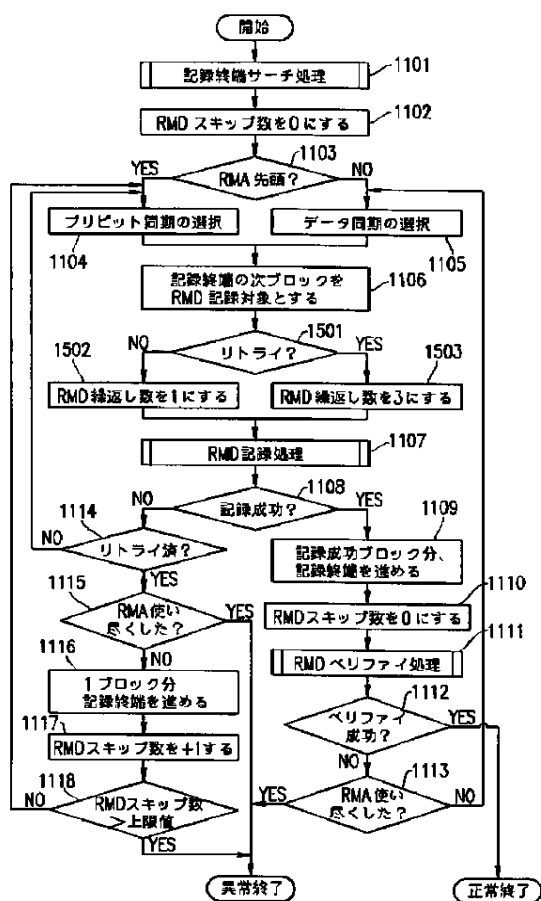 開始
記録終端サーチ処理
1101
RMDスキップ数を0にする
1102
RMA先頭?
1103
YES
NO
プリピット同期の選択
1104
データ同期の選択
1105
記録終端の次ブロックを
RMD記録対象とする
1106
リトライ?
1501
NO
YES
1502
RMD繰返し数を1にする
1503
RMD繰返し数を3にする
RMD記録処理
1107
記録成功?
1108
NO
YES
1114
リトライ済?
NO
YES
1109
記録成功ブロック分、
記録終端を進める
1110
RMDスキップ数を0にする
1111
RMDベリファイ処理
1112
ベリファイ
成功?
YES
NO
1113
RMA使い
尽くした?
YES
NO
1115
RMA使い
尽くした?
YES
NO
1116
1ブロック分
記録終端を進める
1117
RMDスキップ数を+1する
1118
RMDスキップ数
>上限値
NO
YES
異常終了
正常終了